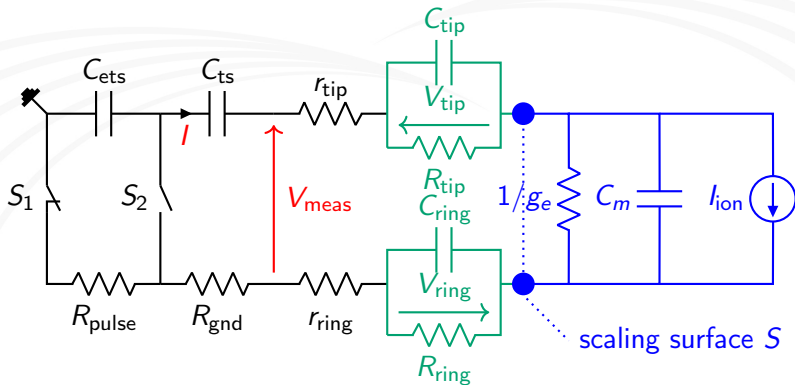 C_tip
C_ets
C_ts
r_tip
V_tip
I
R_tip
S_1
S_2
V_meas
1/g_e
C_m
I_ion
C_ring
V_ring
R_pulse
R_gnd
r_ring
R_ring
scaling surface S